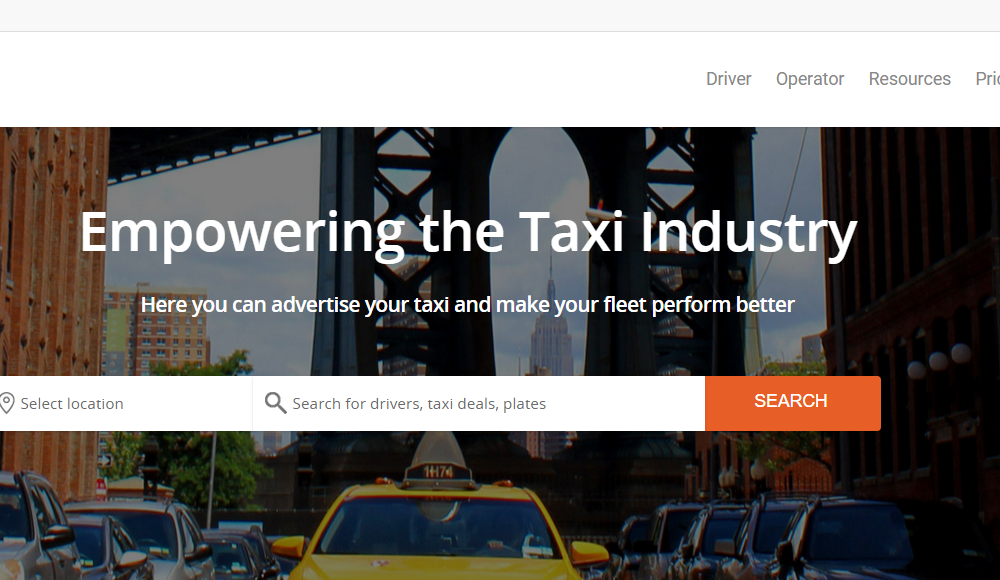 Driver Operator Resources Pric
Empowering the Taxi Industry
Here you can advertise your taxi and make your fleet perform better
Select location Search for drivers, taxi deals, plates SEARCH
1H74